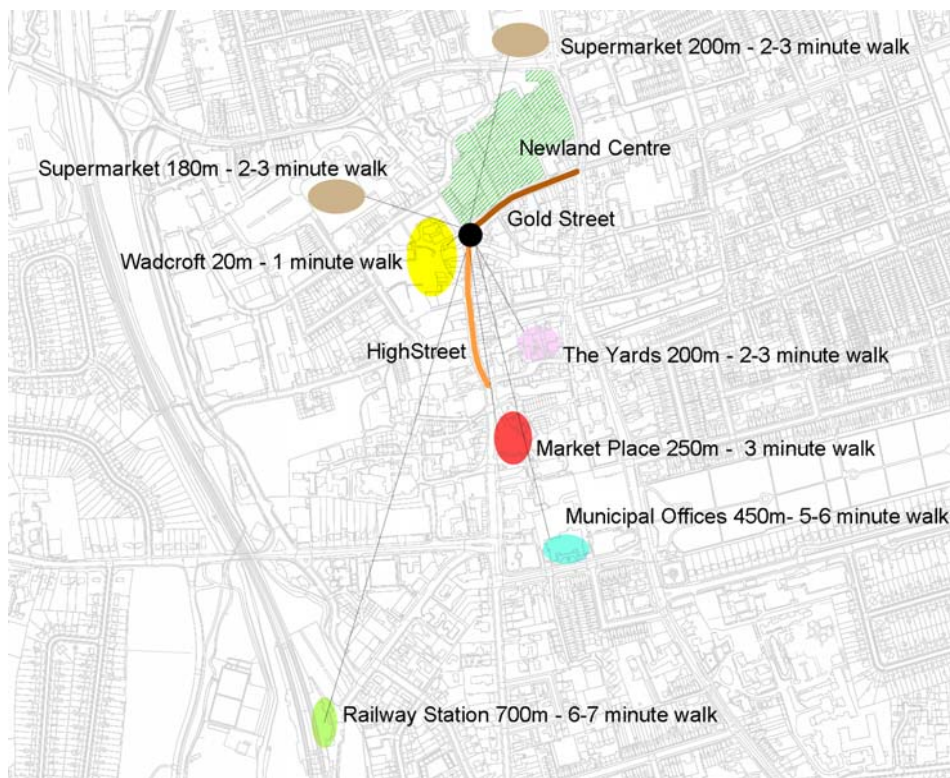 Supermarket 200m - 2-3 minute walk
Newland Centre
Supermarket 180m - 2-3 minute walk
Gold Street
Wadcroft 20m - 1 minute walk
HighStreet
The Yards 200m - 2-3 minute walk
Market Place 250m -  3 minute walk
Municipal Offices 450m- 5-6 minute walk
Railway Station 700m - 6-7 minute walk